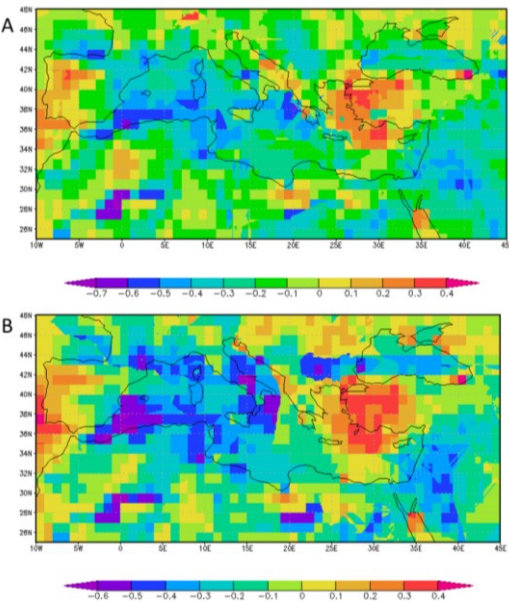 A
48N
46N
44N
42N
40N
38N
36N
34N
32N
30N
28N
26N
10W 5W 0 5E 10E 15E 20E 25E 30E 35E 40E 45
−0.7 −0.6 −0.5 −0.4 −0.3 −0.2 −0.1 0 0.1 0.2 0.3 0.4
B
48N
46N
44N
42N
40N
38N
36N
34N
32N
30N
28N
26N
10W 5W 0 5E 10E 15E 20E 25E 30E 35E 40E 45E
−0.6 −0.5 −0.4 −0.3 −0.2 −0.1 0 0.1 0.2 0.3 0.4